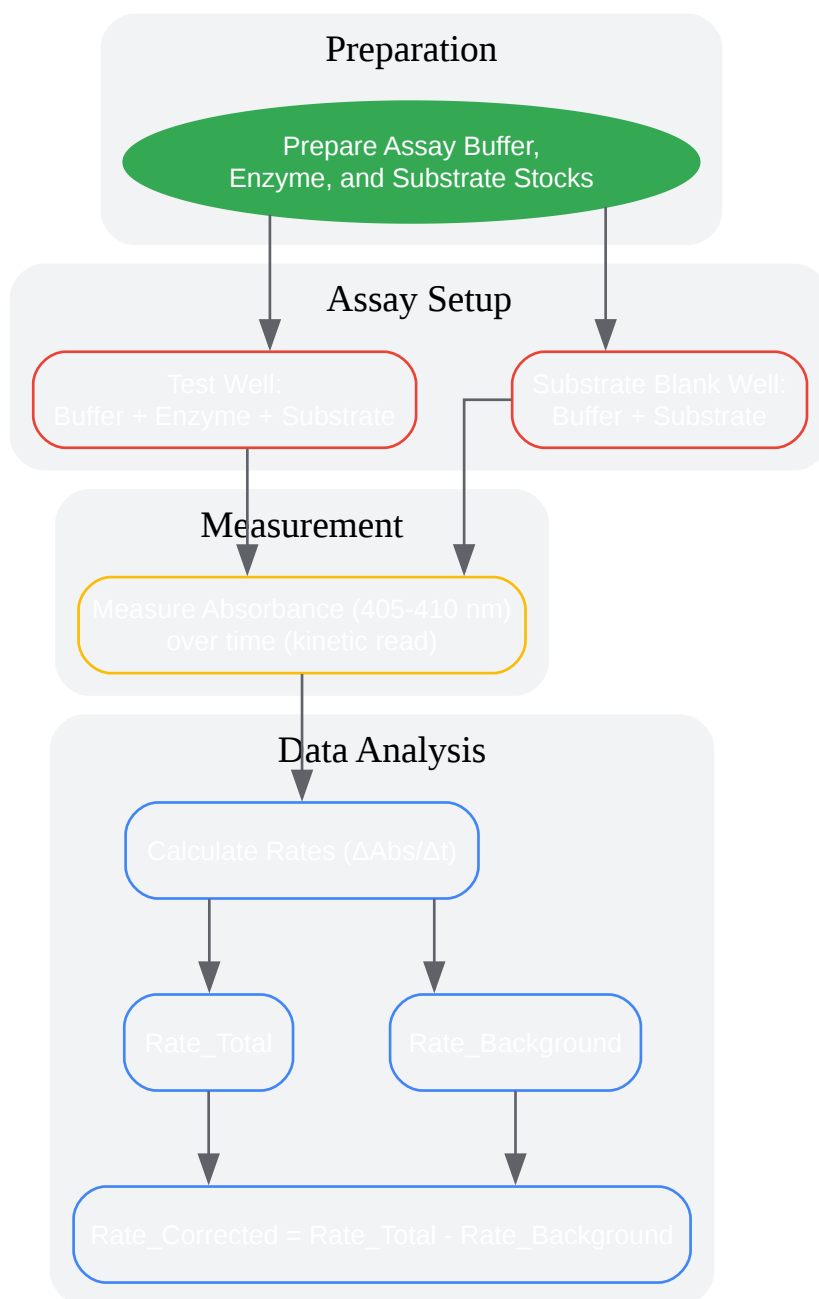 Preparation
Prepare Assay Buffer,
Enzyme, and Substrate Stocks
Assay Setup
Test Well:
Buffer + Enzyme + Substrate
Substrate Blank Well:
Buffer + Substrate
Measurement
Measure Absorbance (405-410 nm)
over time (kinetic read)
Data Analysis
Calculate Rates (ΔAbs/Δt)
Rate_Total
Rate_Background
Rate_Corrected = Rate_Total - Rate_Background